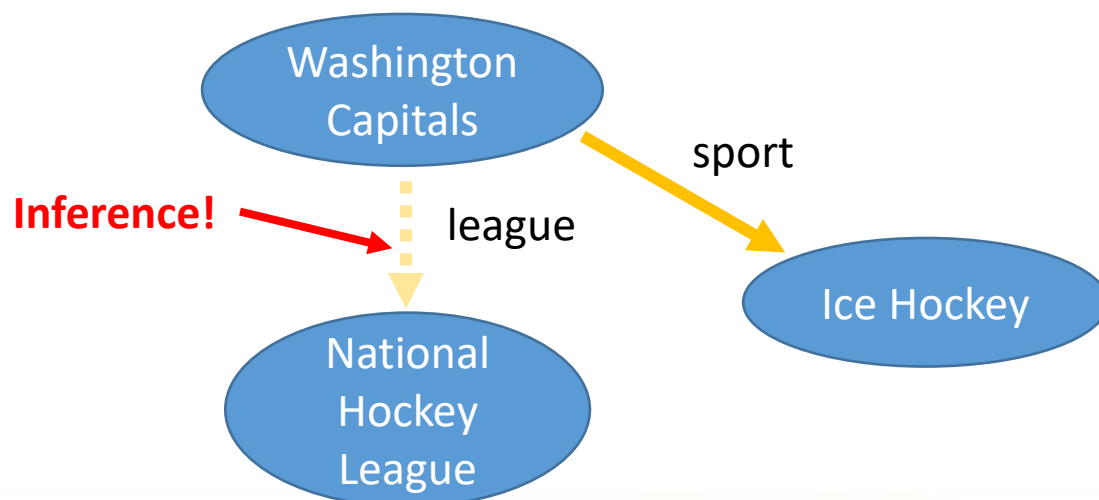 Washington
Capitals
sport
Inference!
league
Ice Hockey
National
Hockey
League